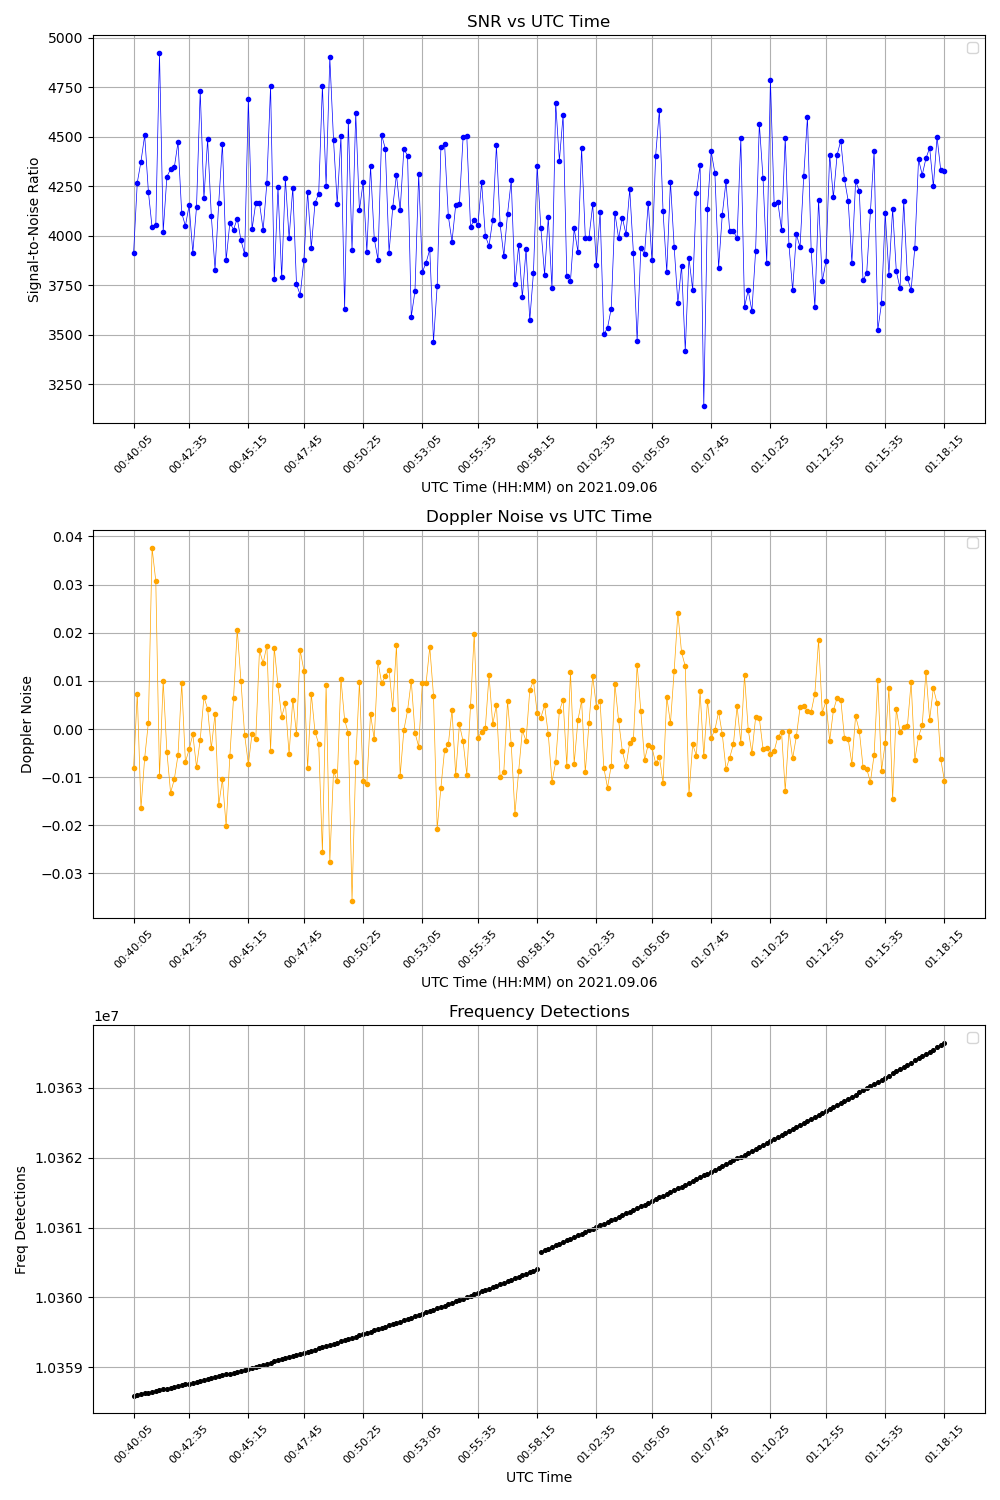 SNR vs UTC Time
5000
4750
4500
4250
4000
3750
3500
3250
Signal-to-Noise Ratio
00:40:05 00:42:35 00:45:15 00:47:45 00:50:25 00:53:05 00:55:35 00:58:15 01:02:35 01:05:05 01:07:45 01:10:25 01:12:55 01:15:35 01:18:15
UTC Time (HH:MM) on 2021.09.06
Doppler Noise vs UTC Time
0.04
0.03
0.02
0.01
0.00
−0.01
−0.02
−0.03
Doppler Noise
00:40:05 00:42:35 00:45:15 00:47:45 00:50:25 00:53:05 00:55:35 00:58:15 01:02:35 01:05:05 01:07:45 01:10:25 01:12:55 01:15:35 01:18:15
UTC Time (HH:MM) on 2021.09.06
Frequency Detections
1e7
1.0363
1.0362
1.0361
1.0360
1.0359
Freq Detections
00:40:05 00:42:35 00:45:15 00:47:45 00:50:25 00:53:05 00:55:35 00:58:15 01:02:35 01:05:05 01:07:45 01:10:25 01:12:55 01:15:35 01:18:15
UTC Time